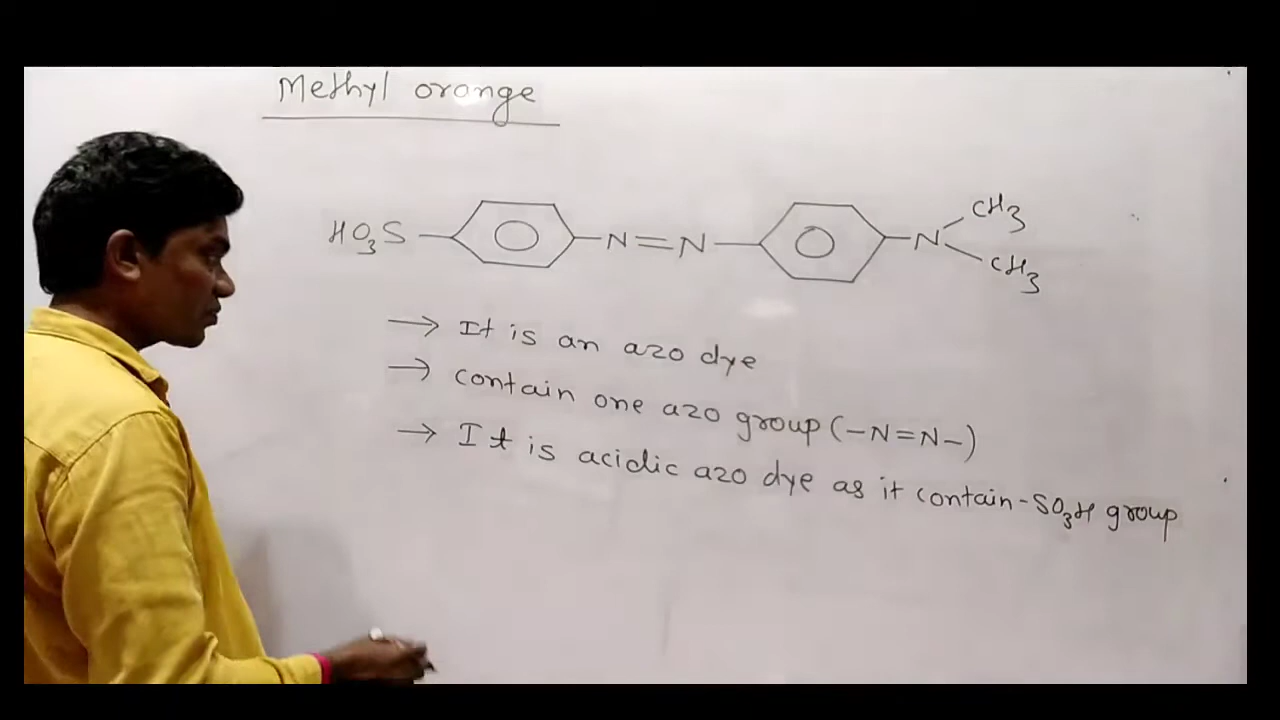 Methyl orange
HO3S N=N N CH3
CH3
→ It is an azo dye
→ contain one azo group (-N=N-)
→ It is acidic azo dye as it contain -SO3H group